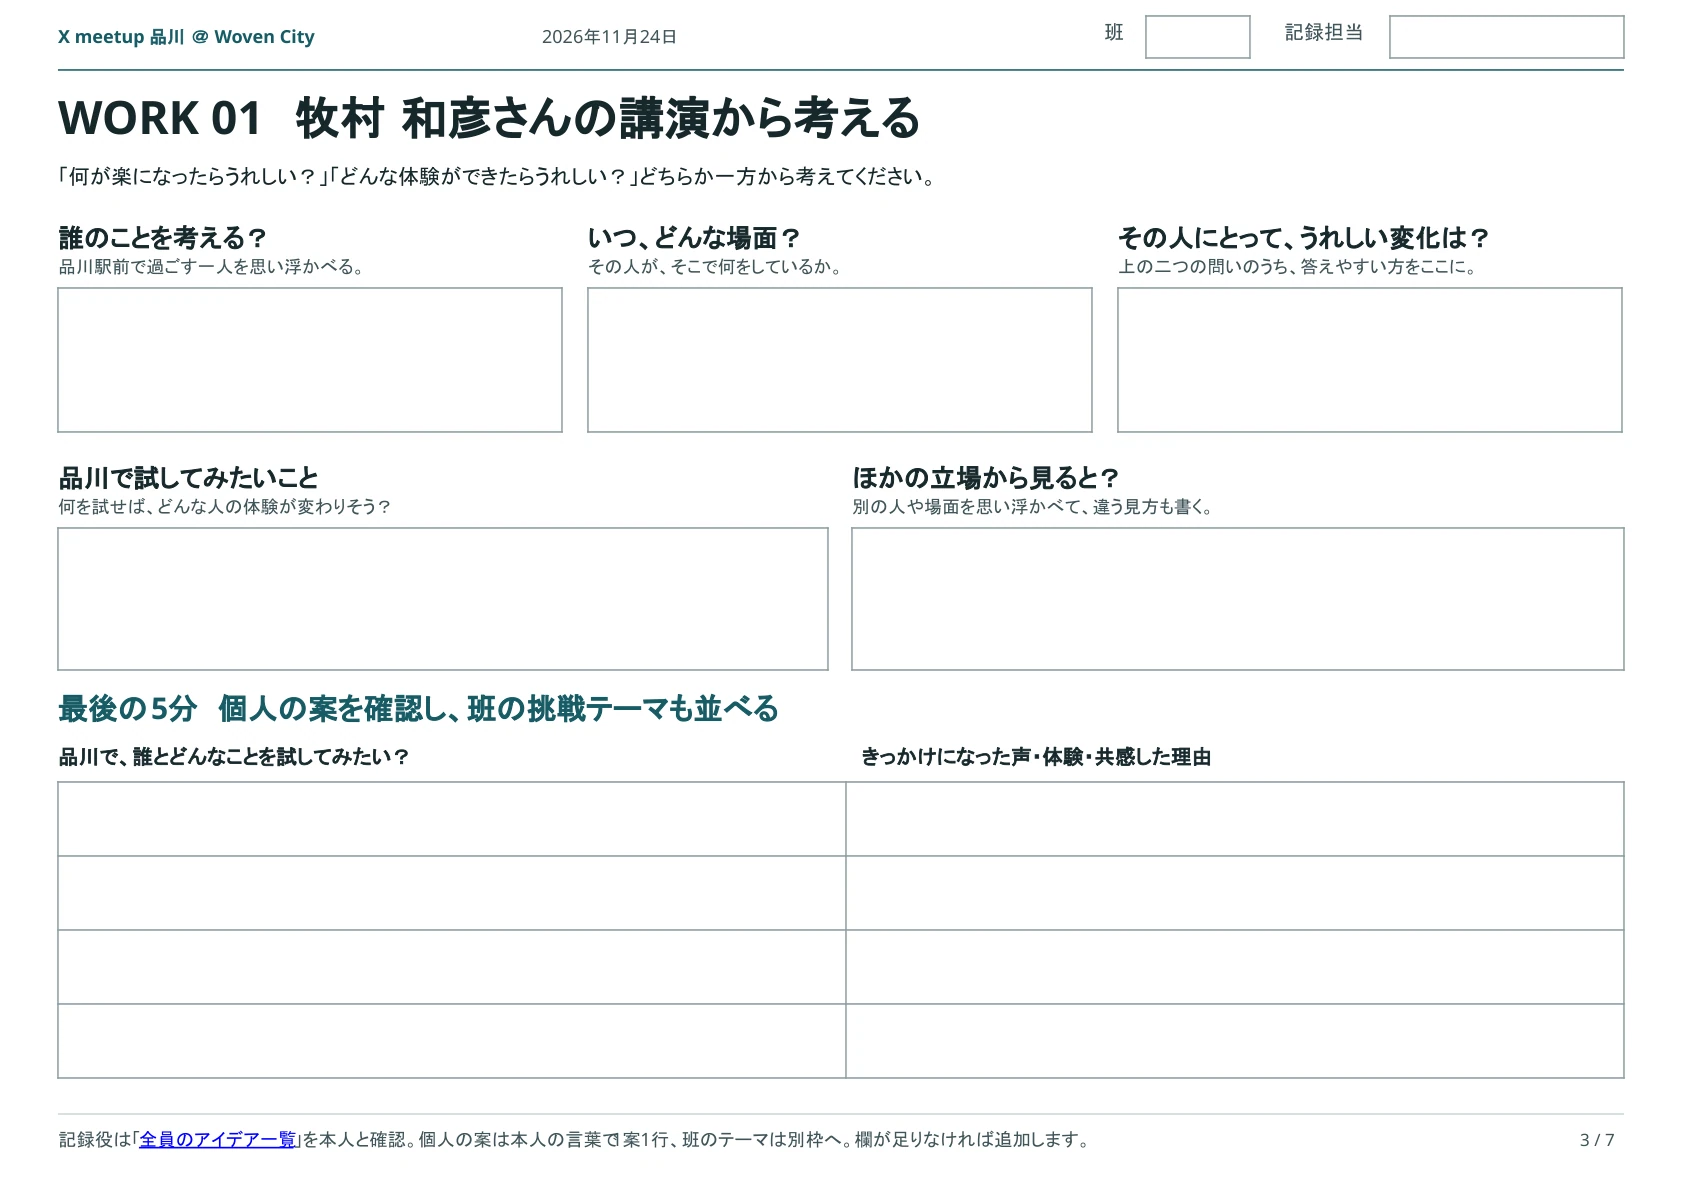 X meetup 品川 @ Woven City
2026年11月24日
班
記録担当
WORK 01 牧村 和彦さんの講演から考える
「何が楽になったらうれしい？」「どんな体験ができたらうれしい？」どちらか一方から考えてください。
誰のことを考える？
品川駅前で過ごす一人を思い浮かべる。
いつ、どんな場面？
その人が、そこで何をしているか。
その人にとって、うれしい変化は？
上の二つの問いのうち、答えやすい方をここに。
品川で試してみたいこと
何を試せば、どんな人の体験が変わりそう？
ほかの立場から見ると？
別の人や場面を思い浮かべて、違う見方も書く。
最後の5分 個人の案を確認し、班の挑戦テーマも並べる
品川で、誰とどんなことを試してみたい？
きっかけになった声・体験・共感した理由
記録役は「全員のアイデア一覧」を本人と確認。個人の案は本人の言葉で1案1行、班のテーマは別枠へ。欄が足りなければ追加します。
3 / 7